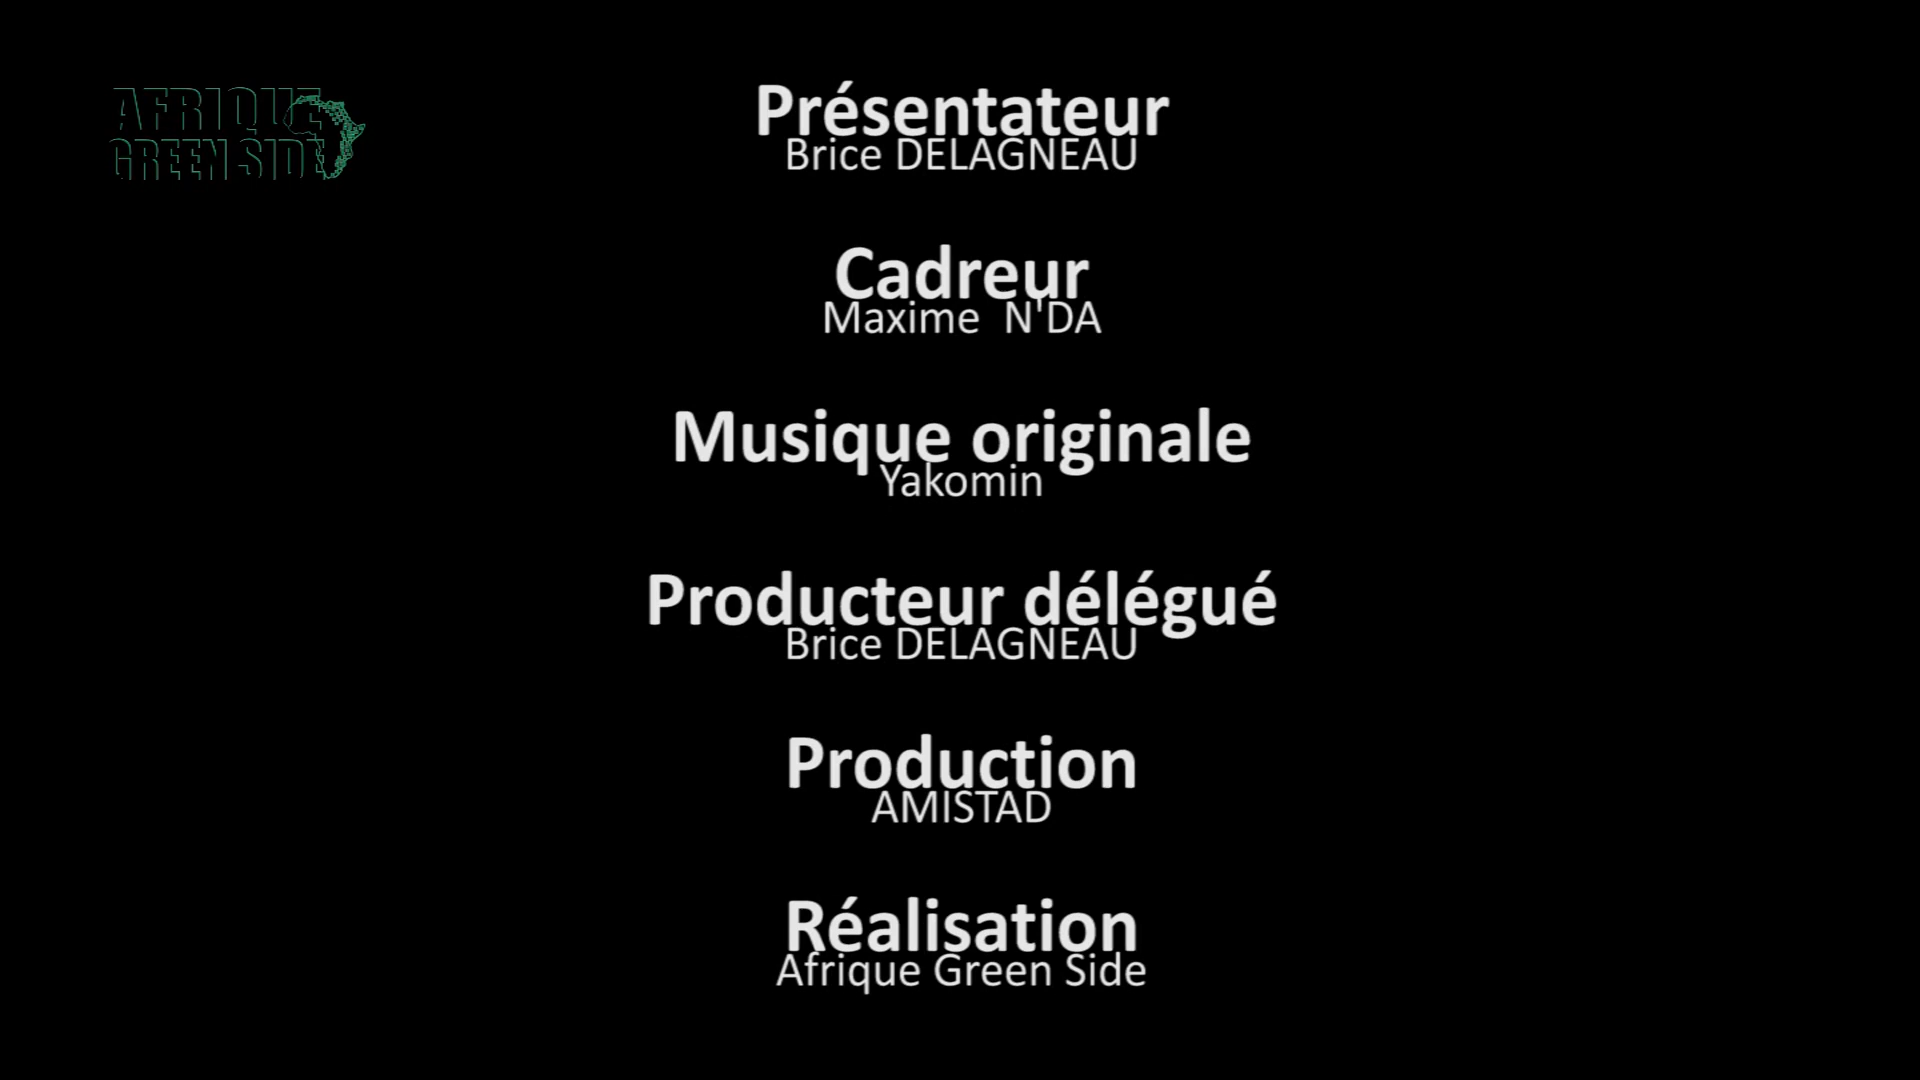 AFRIQUE
GREEN SIDE
Présentateur
Brice DELAGNEAU
Cadreur
Maxime  N'DA
Musique originale
Yakomin
Producteur délégué
Brice DELAGNEAU
Production
AMISTAD
Réalisation
Afrique Green Side